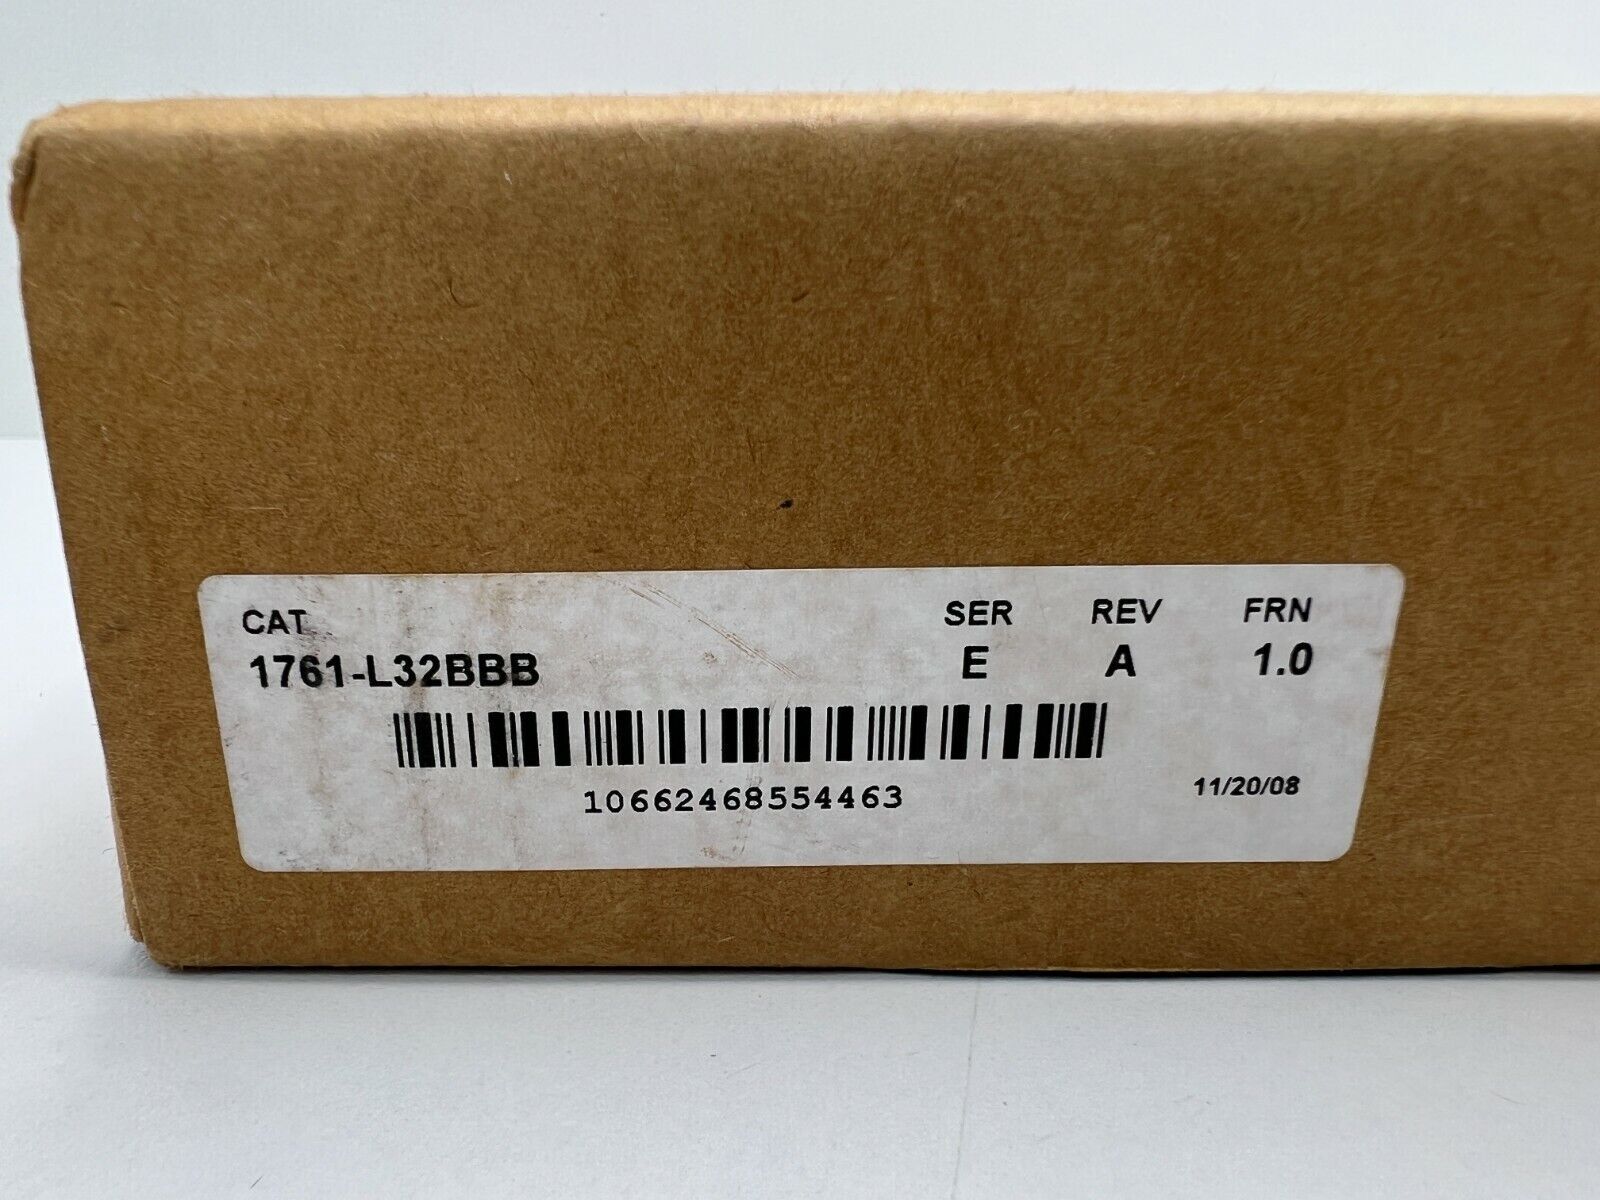 CAT. SER REV FRN
1761-L32BBB E A 1.0
10662468554463 11/20/08